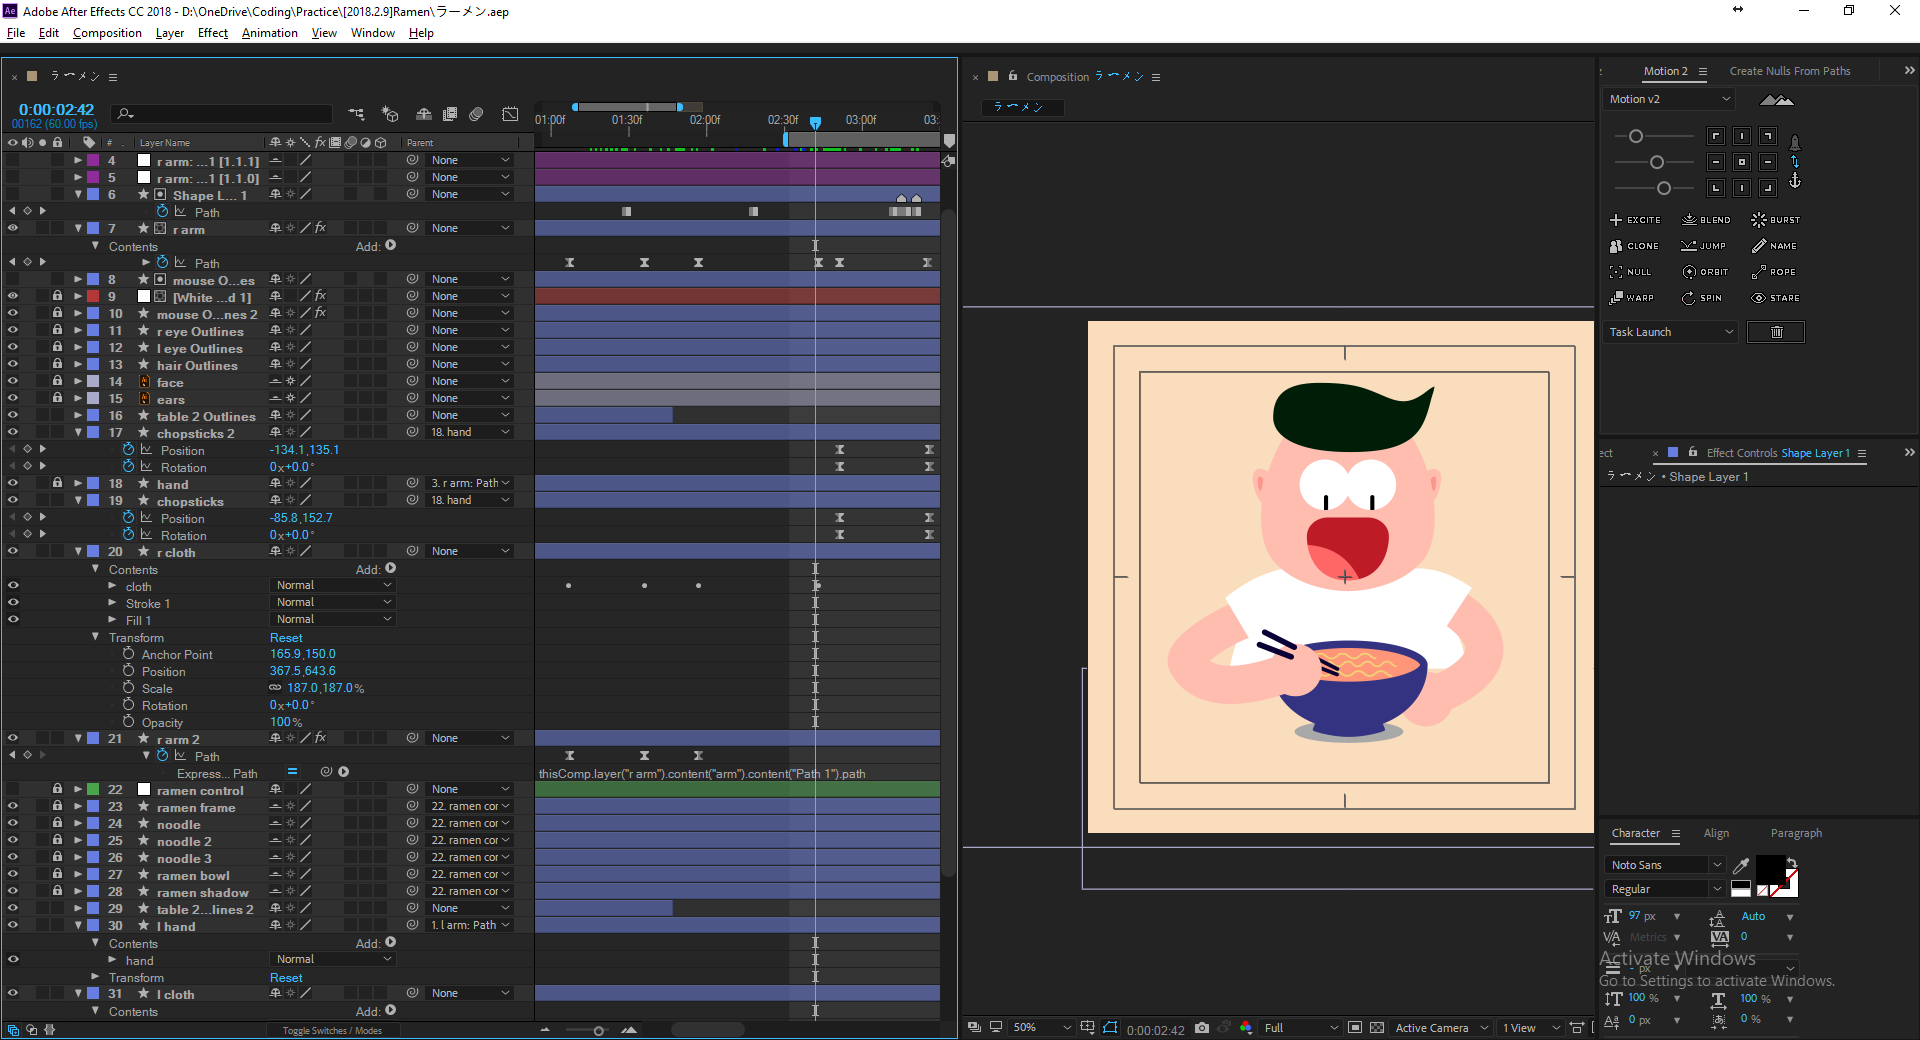 Adobe After Effects CC 2018 - D:\OneDrive\Coding\Practice\[2018.2.9]Ramen\ラーメン.aep
File Edit Composition Layer Effect Animation View Window Help
ラーメン
0:00:02:42
00162 (60.00 fps)
01:00f 01:30f 02:00f 02:30f 03:00f 03:
# . Layer Name fx Parent
4 r arm: ...1 [1.1.1] None
5 r arm: ...1 [1.1.0] None
6 Shape L... 1 None
Path
7 r arm fx None
Contents Add:
Path
8 mouse O...es None
9 [White ...d 1] fx None
10 mouse O...nes 2 fx None
11 r eye Outlines None
12 l eye Outlines None
13 hair Outlines None
14 face None
15 ears None
16 table 2 Outlines None
17 chopsticks 2 18. hand
Position -134.1,135.1
Rotation 0x+0.0°
18 hand 3. r arm: Path
19 chopsticks 18. hand
Position -85.8,152.7
Rotation 0x+0.0°
20 r cloth None
Contents Add:
cloth Normal
Stroke 1 Normal
Fill 1 Normal
Transform Reset
Anchor Point 165.9,150.0
Position 367.5,643.6
Scale 187.0,187.0%
Rotation 0x+0.0°
Opacity 100%
21 r arm 2 fx None
Path
Express... Path thisComp.layer("r arm").content("arm").content("Path 1").path
22 ramen control None
23 ramen frame 22. ramen cor
24 noodle 22. ramen cor
25 noodle 2 22. ramen cor
26 noodle 3 22. ramen cor
27 ramen bowl 22. ramen cor
28 ramen shadow 22. ramen cor
29 table 2...lines 2 None
30 l hand 1. l arm: Path
Contents Add:
hand Normal
Transform Reset
31 l cloth None
Contents Add:
Toggle Switches / Modes
Composition ラーメン
ラーメン
50% 0:00:02:42 Full Active Camera 1 View
Motion 2 Create Nulls From Paths
Motion v2
EXCITE BLEND BURST
CLONE JUMP NAME
NULL ORBIT ROPE
WARP SPIN STARE
Task Launch
ect Effect Controls Shape Layer 1
ラーメン • Shape Layer 1
Character Align Paragraph
Noto Sans
Regular
97 px Auto
Metrics 0
- px
Activate Windows
Go to Settings to activate Windows.
100 % 100 %
0 px 0 %